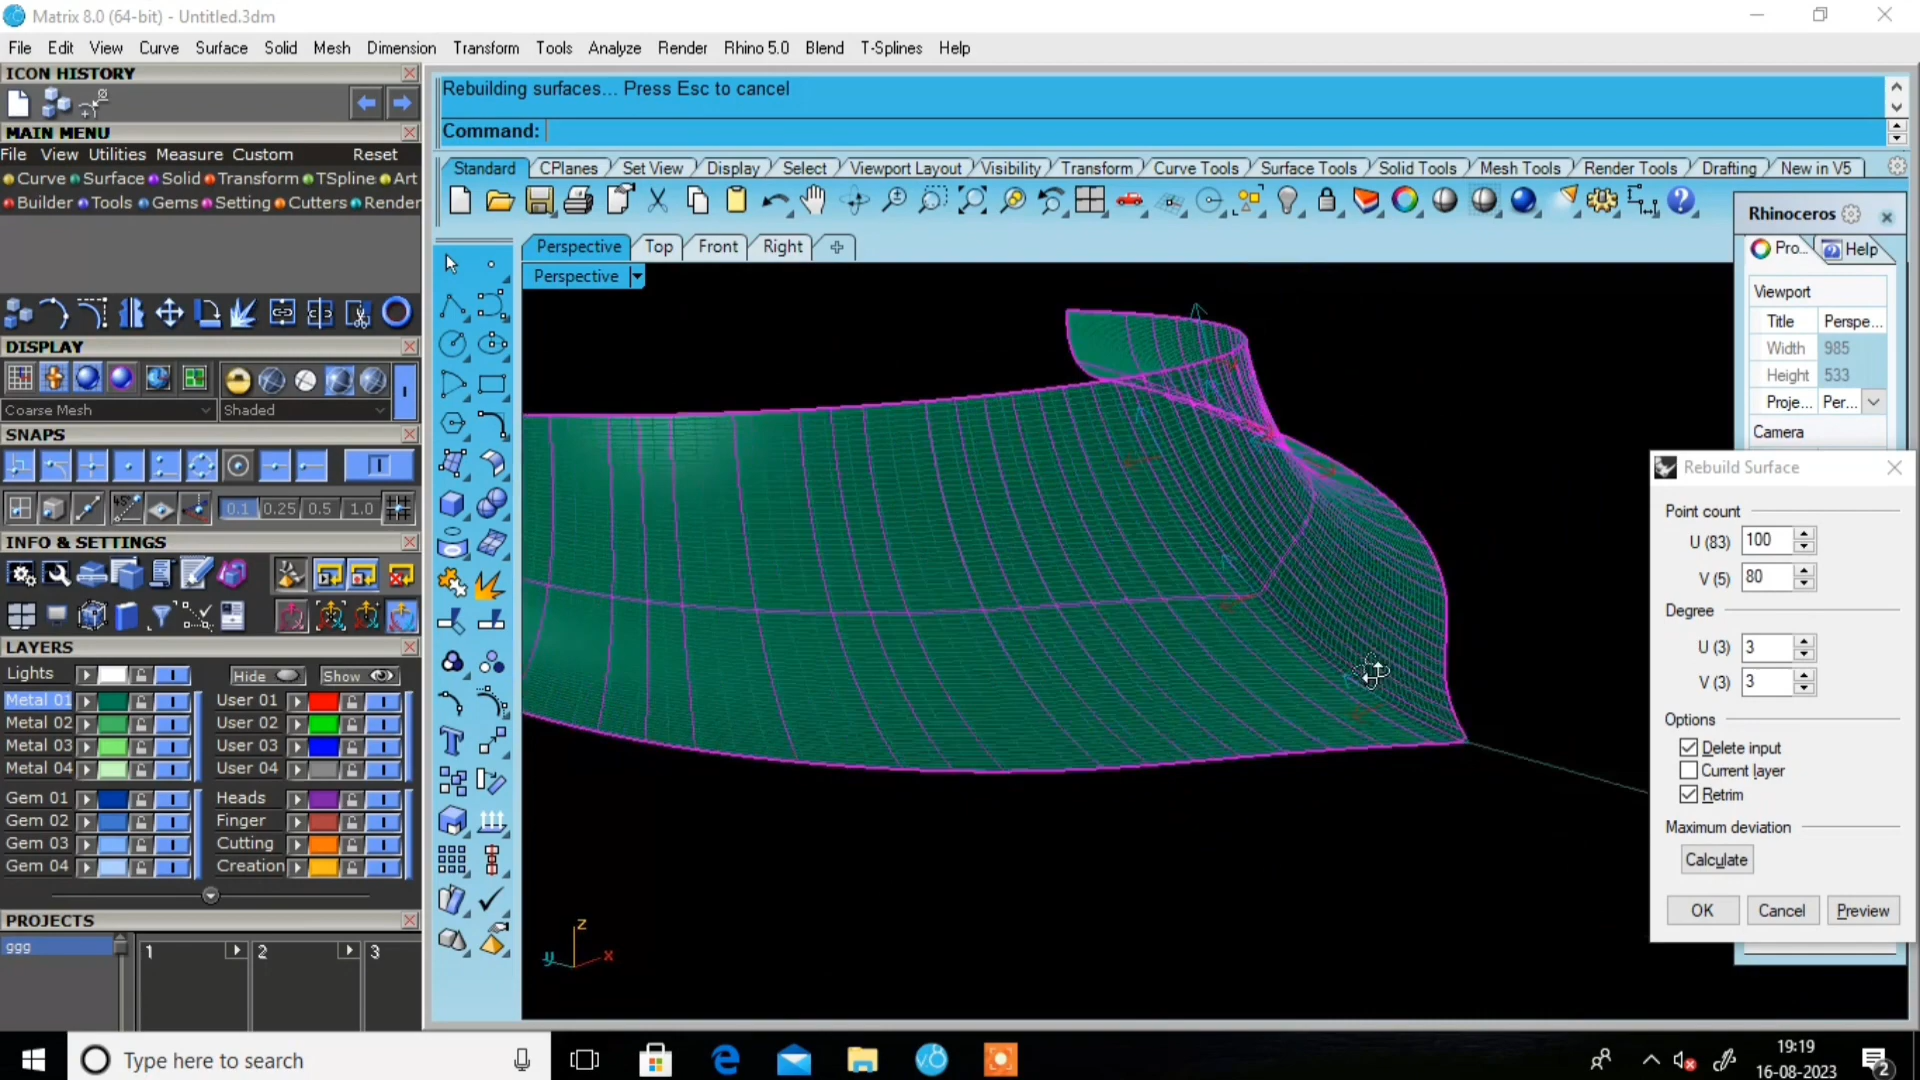 Matrix 8.0 (64-bit) - Untitled.3dm
File Edit View Curve Surface Solid Mesh Dimension Transform Tools Analyze Render Rhino 5.0 Blend T-Splines Help
ICON HISTORY
MAIN MENU
File View Utilities Measure Custom Reset
Curve Surface Solid Transform TSpline Art
Builder Tools Gems Setting Cutters Render
DISPLAY
Coarse Mesh Shaded
SNAPS
45°
0.1 0.25 0.5 1.0
INFO & SETTINGS
LAYERS
Lights Hide Show
Metal 01 User 01
Metal 02 User 02
Metal 03 User 03
Metal 04 User 04
Gem 01 Heads
Gem 02 Finger
Gem 03 Cutting
Gem 04 Creation
PROJECTS
ggg 1 2 3
Rebuilding surfaces... Press Esc to cancel
Command:
Standard CPlanes Set View Display Select Viewport Layout Visibility Transform Curve Tools Surface Tools Solid Tools Mesh Tools Render Tools Drafting New in V5
Perspective Top Front Right
Perspective
z
y x
Rhinoceros
Pro... Help
Viewport
Title Perspe...
Width 985
Height 533
Proje... Per...
Camera
Rebuild Surface
Point count
U (83) 100
V (5) 80
Degree
U (3) 3
V (3) 3
Options
Delete input
Current layer
Retrim
Maximum deviation
Calculate
OK Cancel Preview
Type here to search
19:19
16-08-2023
2